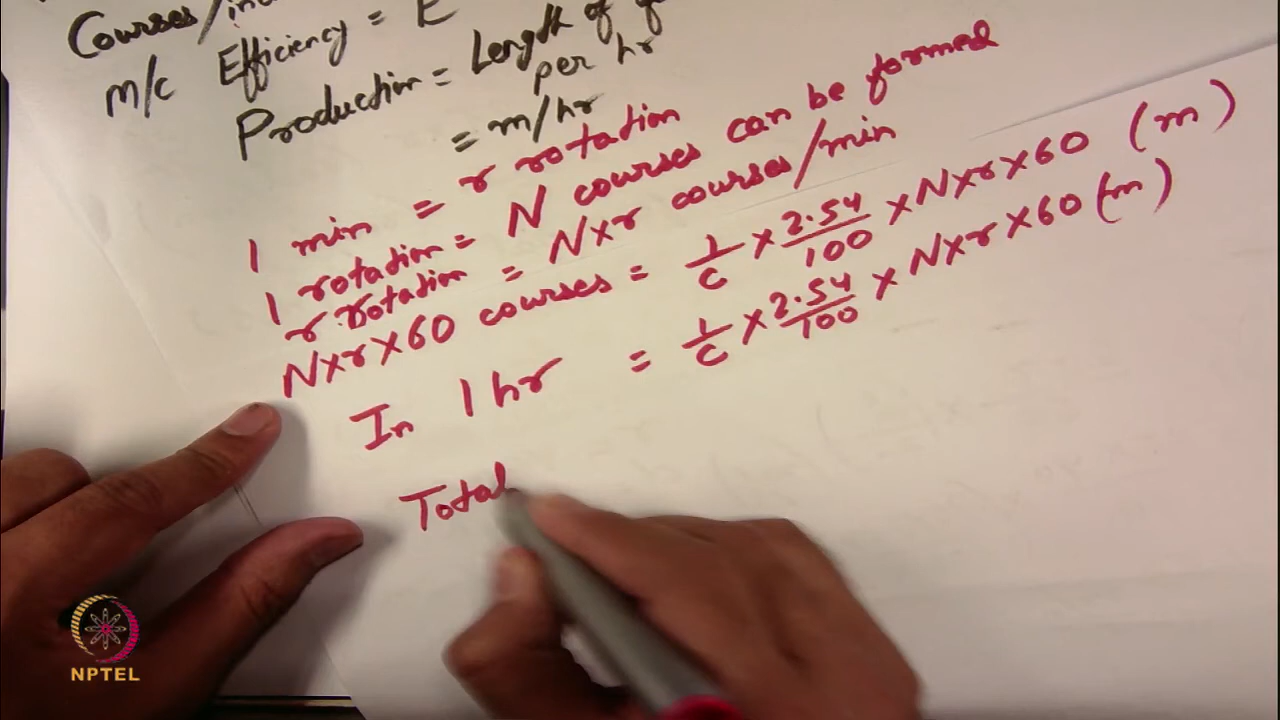 Courses/in
M/C Efficiency = E
Production = Length of
per hr
= m/hr
1 min = r rotation
1 rotation = N courses can be formed
r rotation = N×r courses/min
N×r×60 courses = 1/c × 2.54/100 × N×r×60 (m)
In 1 hr = 1/c × 2.54/100 × N×r×60 (m)
Total
NPTEL